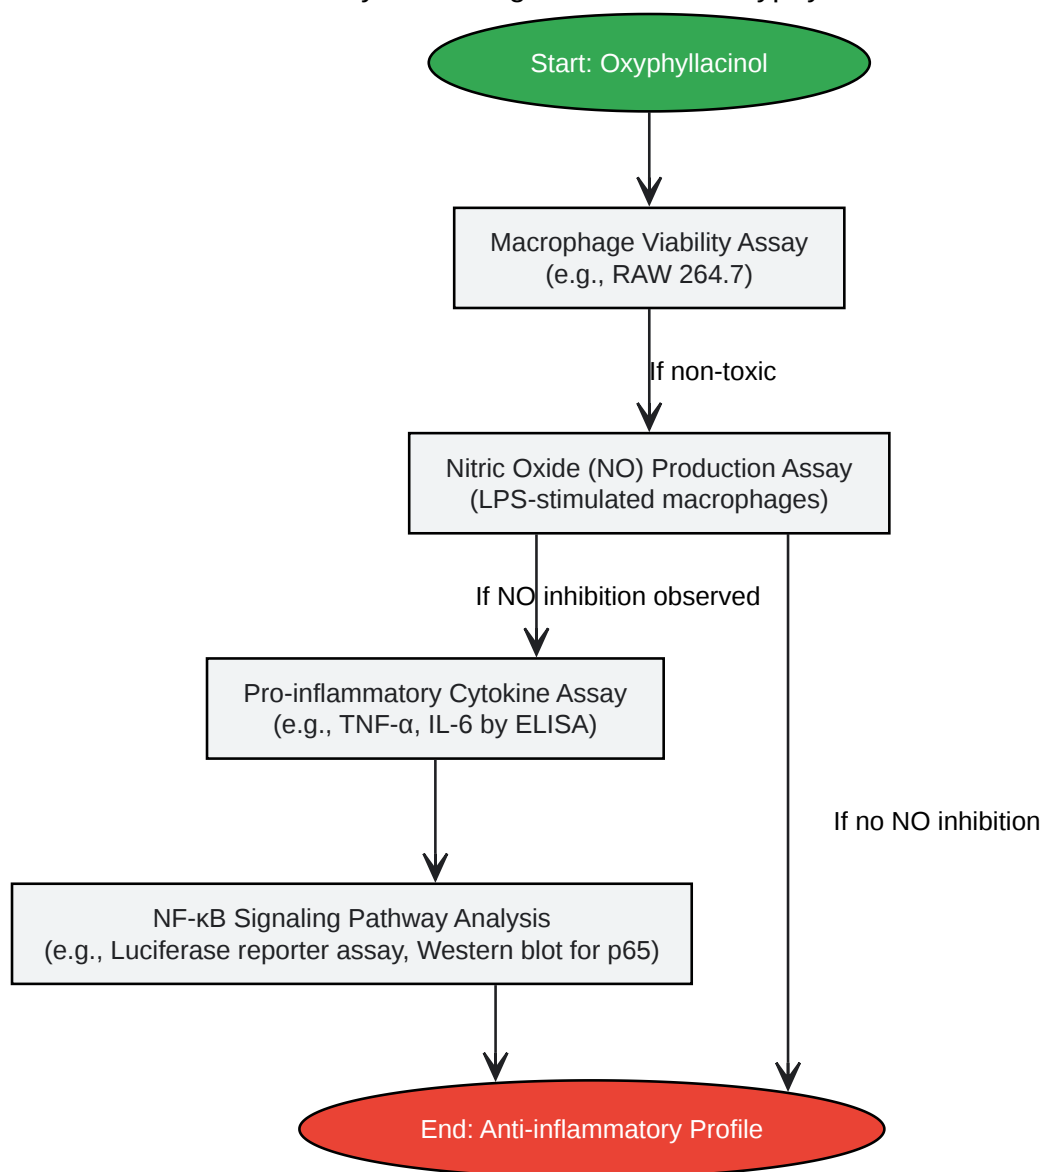 Start: Oxyphyllacinol
Macrophage Viability Assay
(e.g., RAW 264.7)
If non-toxic
Nitric Oxide (NO) Production Assay
(LPS-stimulated macrophages)
If NO inhibition observed
Pro-inflammatory Cytokine Assay
(e.g., TNF-α, IL-6 by ELISA)
If no NO inhibition
NF-κB Signaling Pathway Analysis
(e.g., Luciferase reporter assay, Western blot for p65)
End: Anti-inflammatory Profile